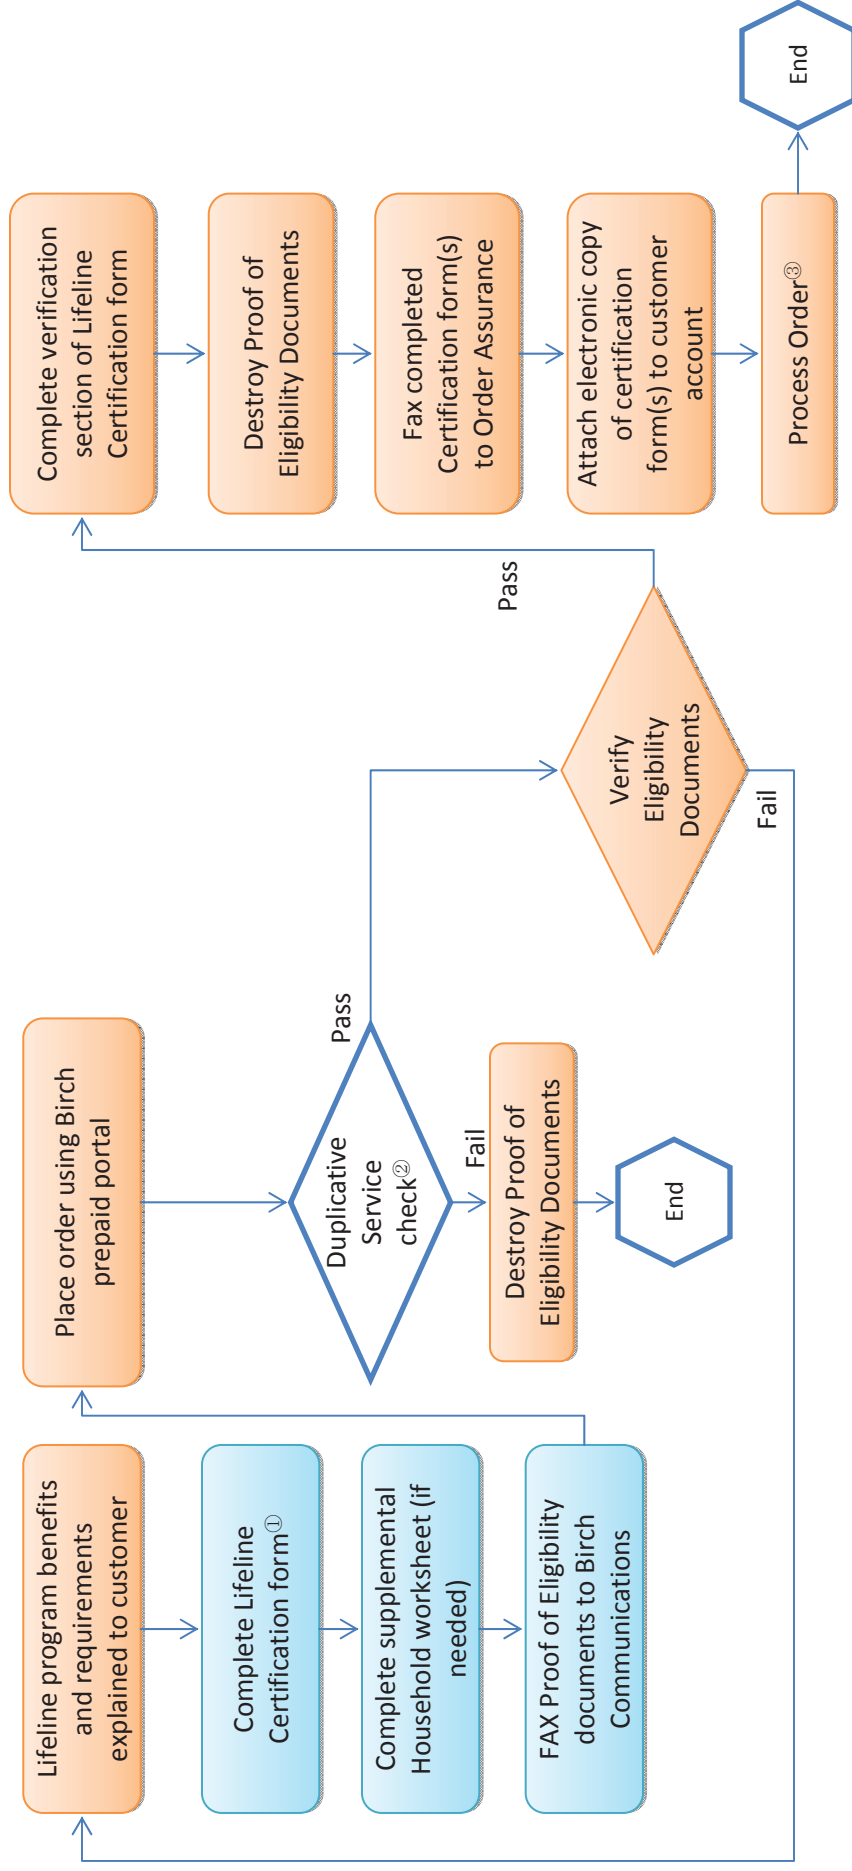 Lifeline program benefits
and requirements
explained to customer
Complete Lifeline
Certification form①
Complete supplemental
Household worksheet (if
needed)
FAX Proof of Eligibility
documents to Birch
Communications
Place order using Birch
prepaid portal
Duplicative
Service
check②
Pass
Fail
Destroy Proof of
Eligibility Documents
End
Verify
Eligibility
Documents
Pass
Fail
Complete verification
section of Lifeline
Certification form
Destroy Proof of
Eligibility Documents
Fax completed
Certification form(s)
to Order Assurance
Attach electronic copy
of certification
form(s) to customer
account
Process Order③
End